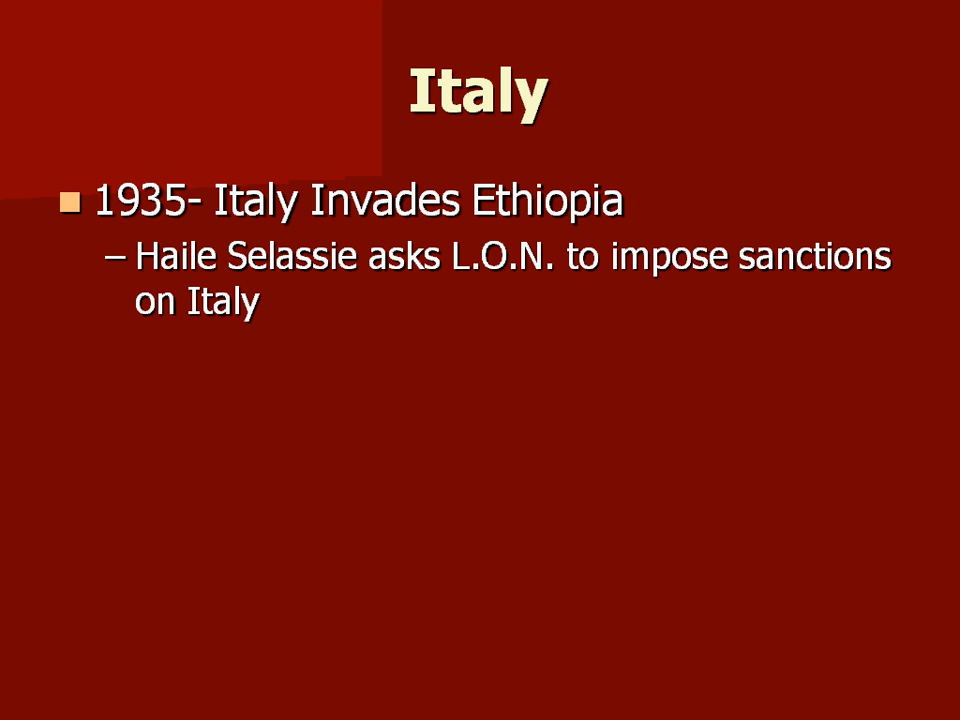 Italy
1935- Italy Invades Ethiopia
– Haile Selassie asks L.O.N. to impose sanctions
on Italy